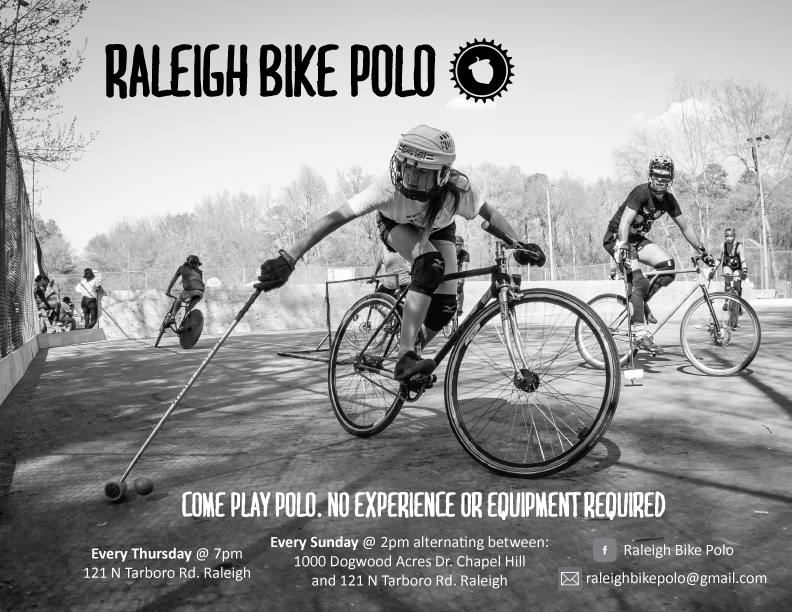 RALEIGH BIKE POLO
COME PLAY POLO. NO EXPERIENCE OR EQUIPMENT REQUIRED
Every Thursday @ 7pm
121 N Tarboro Rd. Raleigh
Every Sunday @ 2pm alternating between:
1000 Dogwood Acres Dr. Chapel Hill
and 121 N Tarboro Rd. Raleigh
f Raleigh Bike Polo
raleighbikepolo@gmail.com